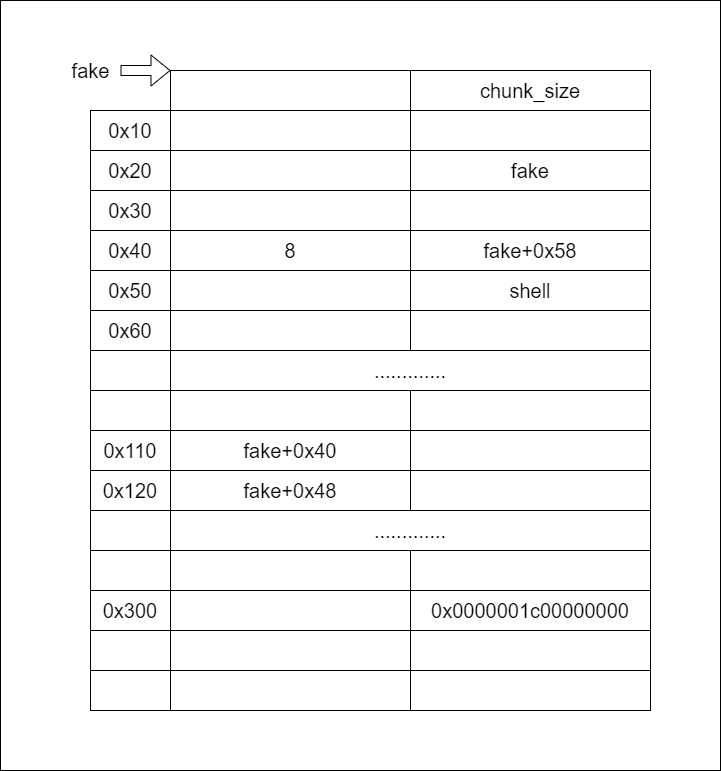 fake
chunk_size
0x10
0x20 fake
0x30
0x40 8 fake+0x58
0x50 shell
0x60
.............
0x110 fake+0x40
0x120 fake+0x48
.............
0x300 0x0000001c00000000